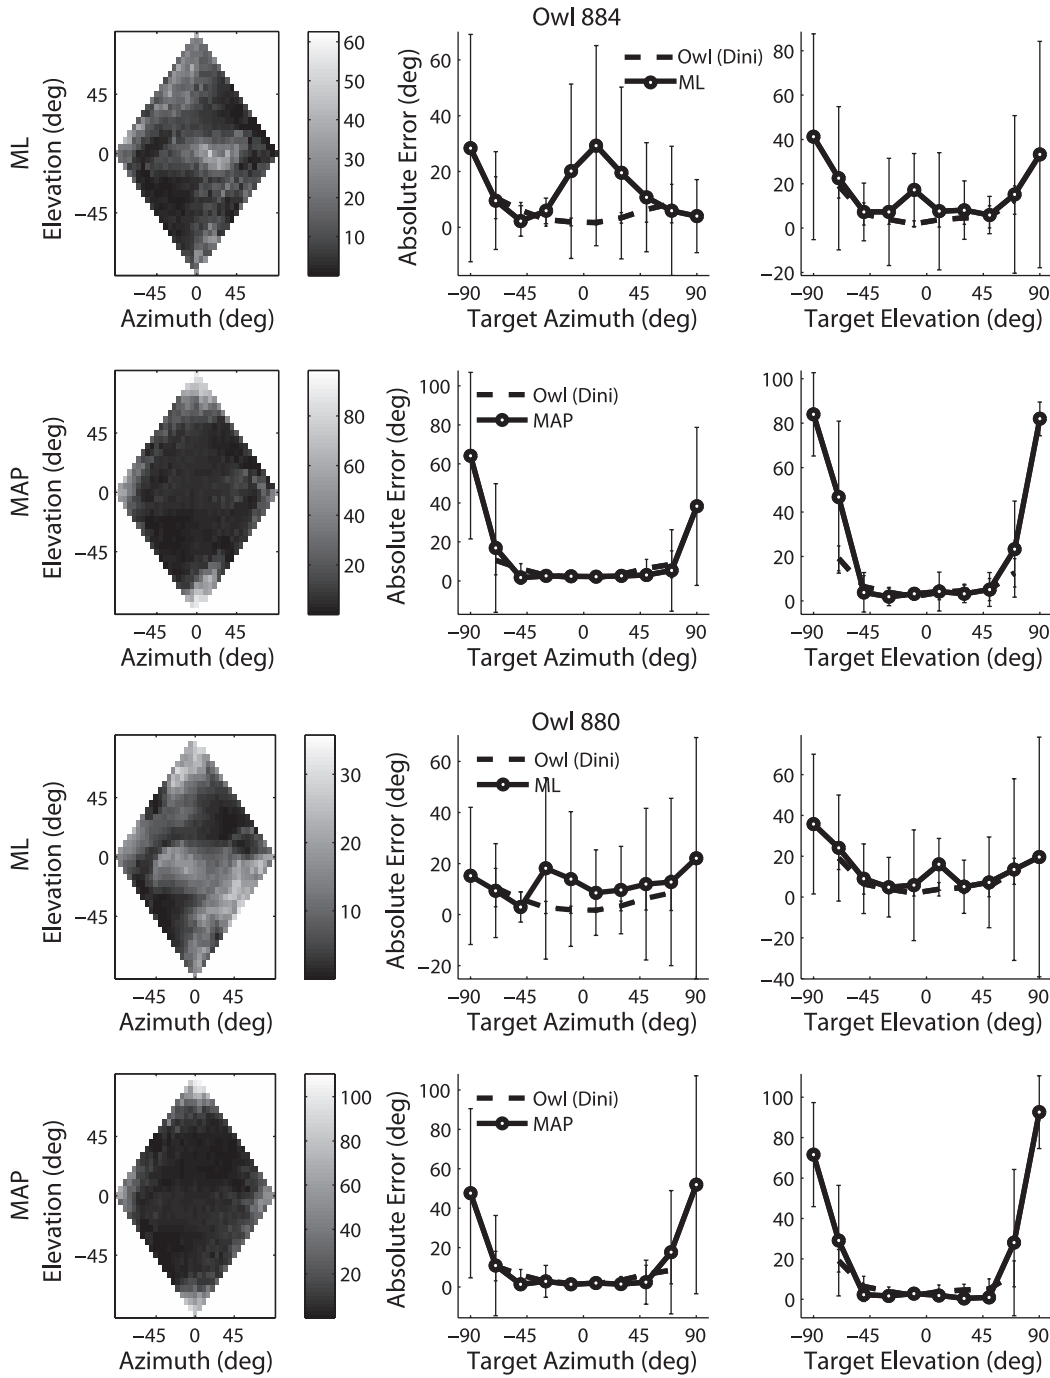 Owl 884
ML
Elevation (deg)
45
0
−45
−45 0 45
Azimuth (deg)
60
50
40
30
20
10
Absolute Error (deg)
60
40
20
0
Owl (Dini)
ML
−90 −45 0 45 90
Target Azimuth (deg)
80
60
40
20
0
−20
−90 −45 0 45 90
Target Elevation (deg)
MAP
Elevation (deg)
45
0
−45
−45 0 45
Azimuth (deg)
80
60
40
20
Absolute Error (deg)
100
80
60
40
20
0
Owl (Dini)
MAP
−90 −45 0 45 90
Target Azimuth (deg)
100
80
60
40
20
0
−90 −45 0 45 90
Target Elevation (deg)
Owl 880
ML
Elevation (deg)
45
0
−45
−45 0 45
Azimuth (deg)
30
20
10
Absolute Error (deg)
60
40
20
0
−20
Owl (Dini)
ML
−90 −45 0 45 90
Target Azimuth (deg)
60
40
20
0
−20
−40
−90 −45 0 45 90
Target Elevation (deg)
MAP
Elevation (deg)
45
0
−45
−45 0 45
Azimuth (deg)
100
80
60
40
20
Absolute Error (deg)
100
80
60
40
20
0
Owl (Dini)
MAP
−90 −45 0 45 90
Target Azimuth (deg)
100
80
60
40
20
0
−90 −45 0 45 90
Target Elevation (deg)